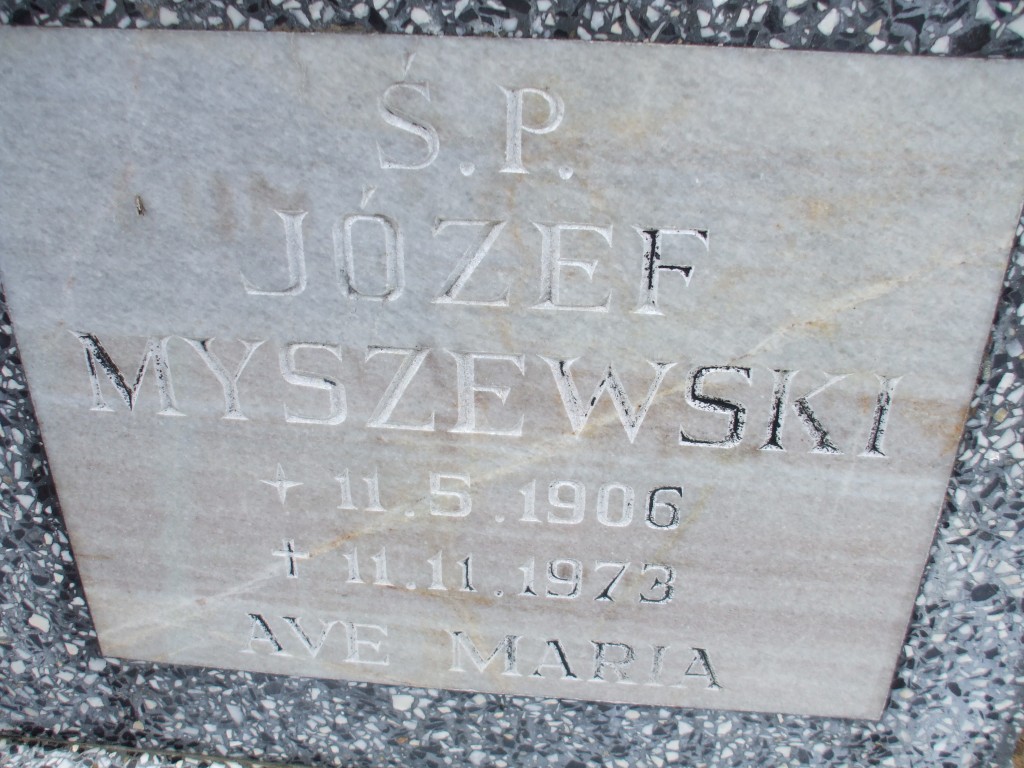 Ś.P.
JÓZEF
MYSZEWSKI
✦ 11.5.1906
✝ 11.11.1973
AVE MARIA